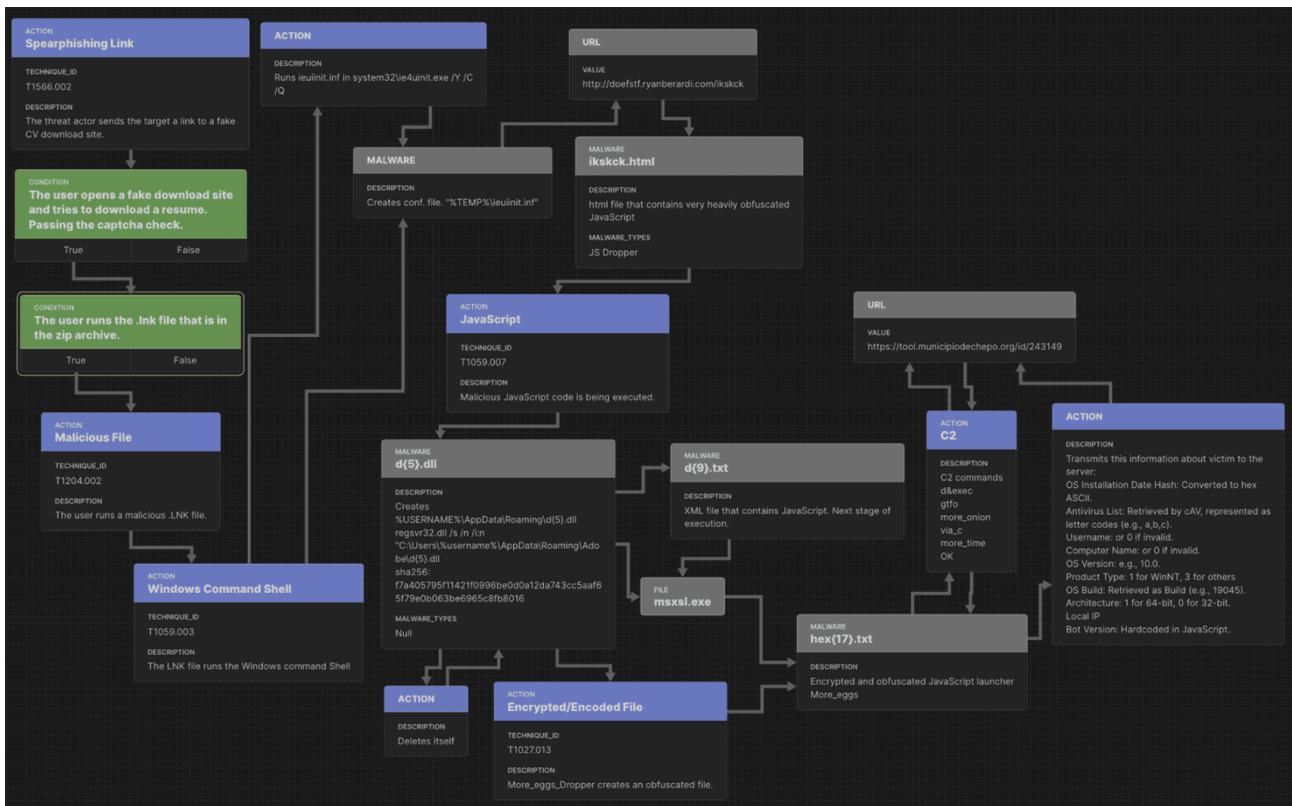 ACTION
Spearphishing Link
TECHNIQUE_ID
T1566.002
DESCRIPTION
The threat actor sends the target a link to a fake
CV download site.
CONDITION
The user opens a fake download site
and tries to download a resume.
Passing the captcha check.
True False
CONDITION
The user runs the .lnk file that is in
the zip archive.
True False
ACTION
Malicious File
TECHNIQUE_ID
T1204.002
DESCRIPTION
The user runs a malicious .LNK file.
ACTION
Windows Command Shell
TECHNIQUE_ID
T1059.003
DESCRIPTION
The LNK file runs the Windows command Shell
ACTION
DESCRIPTION
Runs ieuiinit.inf in system32\ie4uinit.exe /Y /C
/Q
MALWARE
DESCRIPTION
Creates conf. file. "%TEMP%\ieuiinit.inf"
URL
VALUE
http://doefstf.ryanberardi.com/ikskck
MALWARE
ikskck.html
DESCRIPTION
html file that contains very heavily obfuscated
JavaScript
MALWARE_TYPES
JS Dropper
ACTION
JavaScript
TECHNIQUE_ID
T1059.007
DESCRIPTION
Malicious JavaScript code is being executed.
MALWARE
d{5}.dll
DESCRIPTION
Creates
%USERNAME%\AppData\Roaming\d{5}.dll
regsvr32.dll /s /n /i:n
"C:\Users\%username%\AppData\Roaming\Ado
be\d{5}.dll
sha256:
f7a405795f11421f0996be0d0a12da743cc5aaf6
5f79e0b063be6965c8fb8016
MALWARE_TYPES
Null
ACTION
DESCRIPTION
Deletes itself
ACTION
Encrypted/Encoded File
TECHNIQUE_ID
T1027.013
DESCRIPTION
More_eggs_Dropper creates an obfuscated file.
MALWARE
d{9}.txt
DESCRIPTION
XML file that contains JavaScript. Next stage of
execution.
FILE
msxsl.exe
MALWARE
hex{17}.txt
DESCRIPTION
Encrypted and obfuscated JavaScript launcher
More_eggs
URL
VALUE
https://tool.municipiodechepo.org/id/243149
ACTION
C2
DESCRIPTION
C2 commands
d&exec
gtfo
more_onion
via_c
more_time
OK
ACTION
DESCRIPTION
Transmits this information about victim to the
server:
OS Installation Date Hash: Converted to hex
ASCII.
Antivirus List: Retrieved by cAV, represented as
letter codes (e.g., a,b,c).
Username: or 0 if invalid.
Computer Name: or 0 if invalid.
OS Version: e.g., 10.0.
Product Type: 1 for WinNT, 3 for others
OS Build: Retrieved as Build (e.g., 19045).
Architecture: 1 for 64-bit, 0 for 32-bit.
Local IP
Bot Version: Hardcoded in JavaScript.